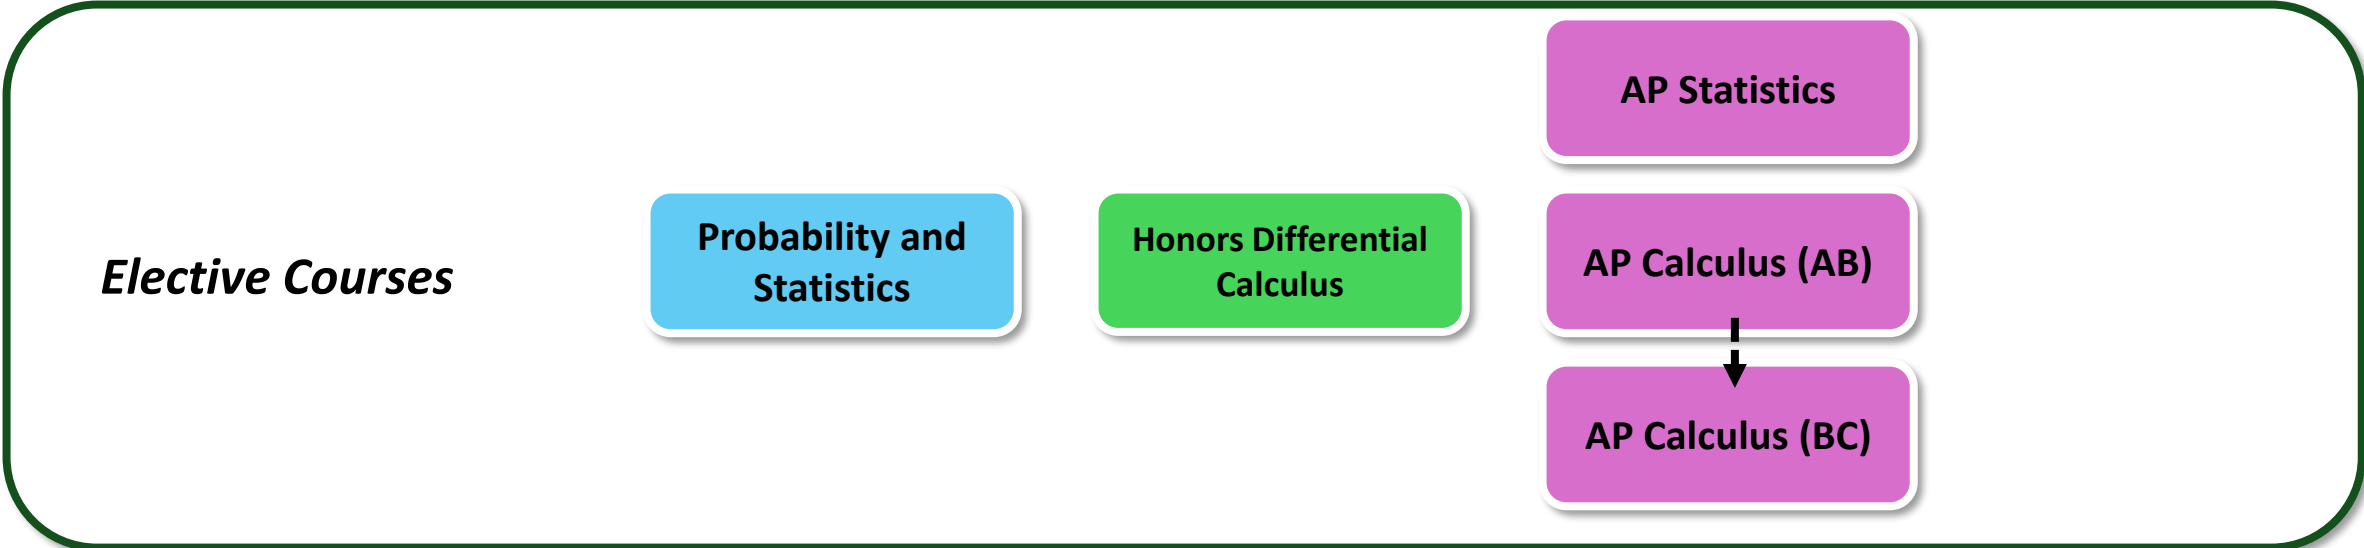 Elective Courses
Probability and
Statistics
Honors Differential
Calculus
AP Statistics
AP Calculus (AB)
AP Calculus (BC)